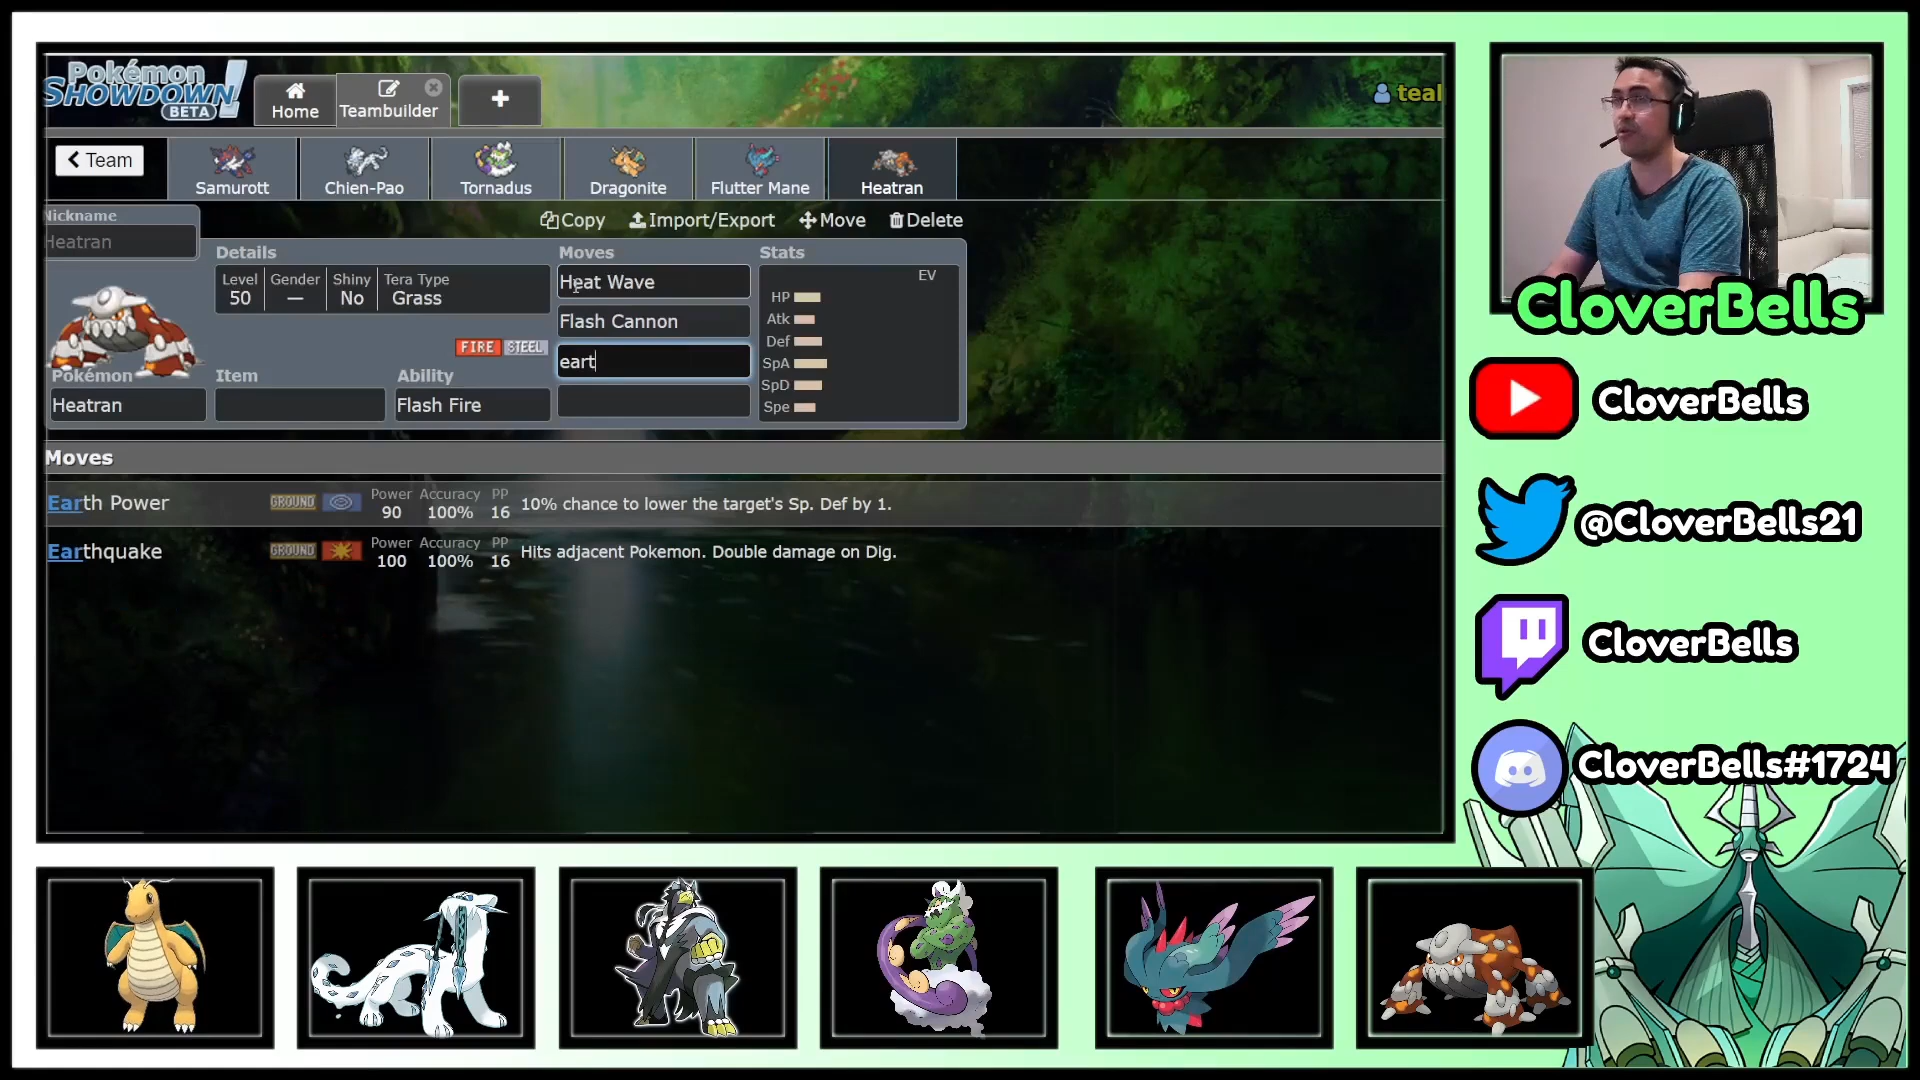 Pokémon
SHOWDOWN!
BETA
Home
Teambuilder
teal
Team
Samurott
Chien-Pao
Tornadus
Dragonite
Flutter Mane
Heatran
Nickname
Heatran
Copy
Import/Export
Move
Delete
Details
Level
50
Gender
—
Shiny
No
Tera Type
Grass
FIRE
STEEL
Pokémon
Heatran
Item
Ability
Flash Fire
Moves
Heat Wave
Flash Cannon
eart
Stats
EV
HP
Atk
Def
SpA
SpD
Spe
Moves
Earth Power GROUND Power 90 Accuracy 100% PP 16 10% chance to lower the target's Sp. Def by 1.
Earthquake GROUND Power 100 Accuracy 100% PP 16 Hits adjacent Pokemon. Double damage on Dig.
CloverBells
CloverBells
@CloverBells21
CloverBells
CloverBells#1724